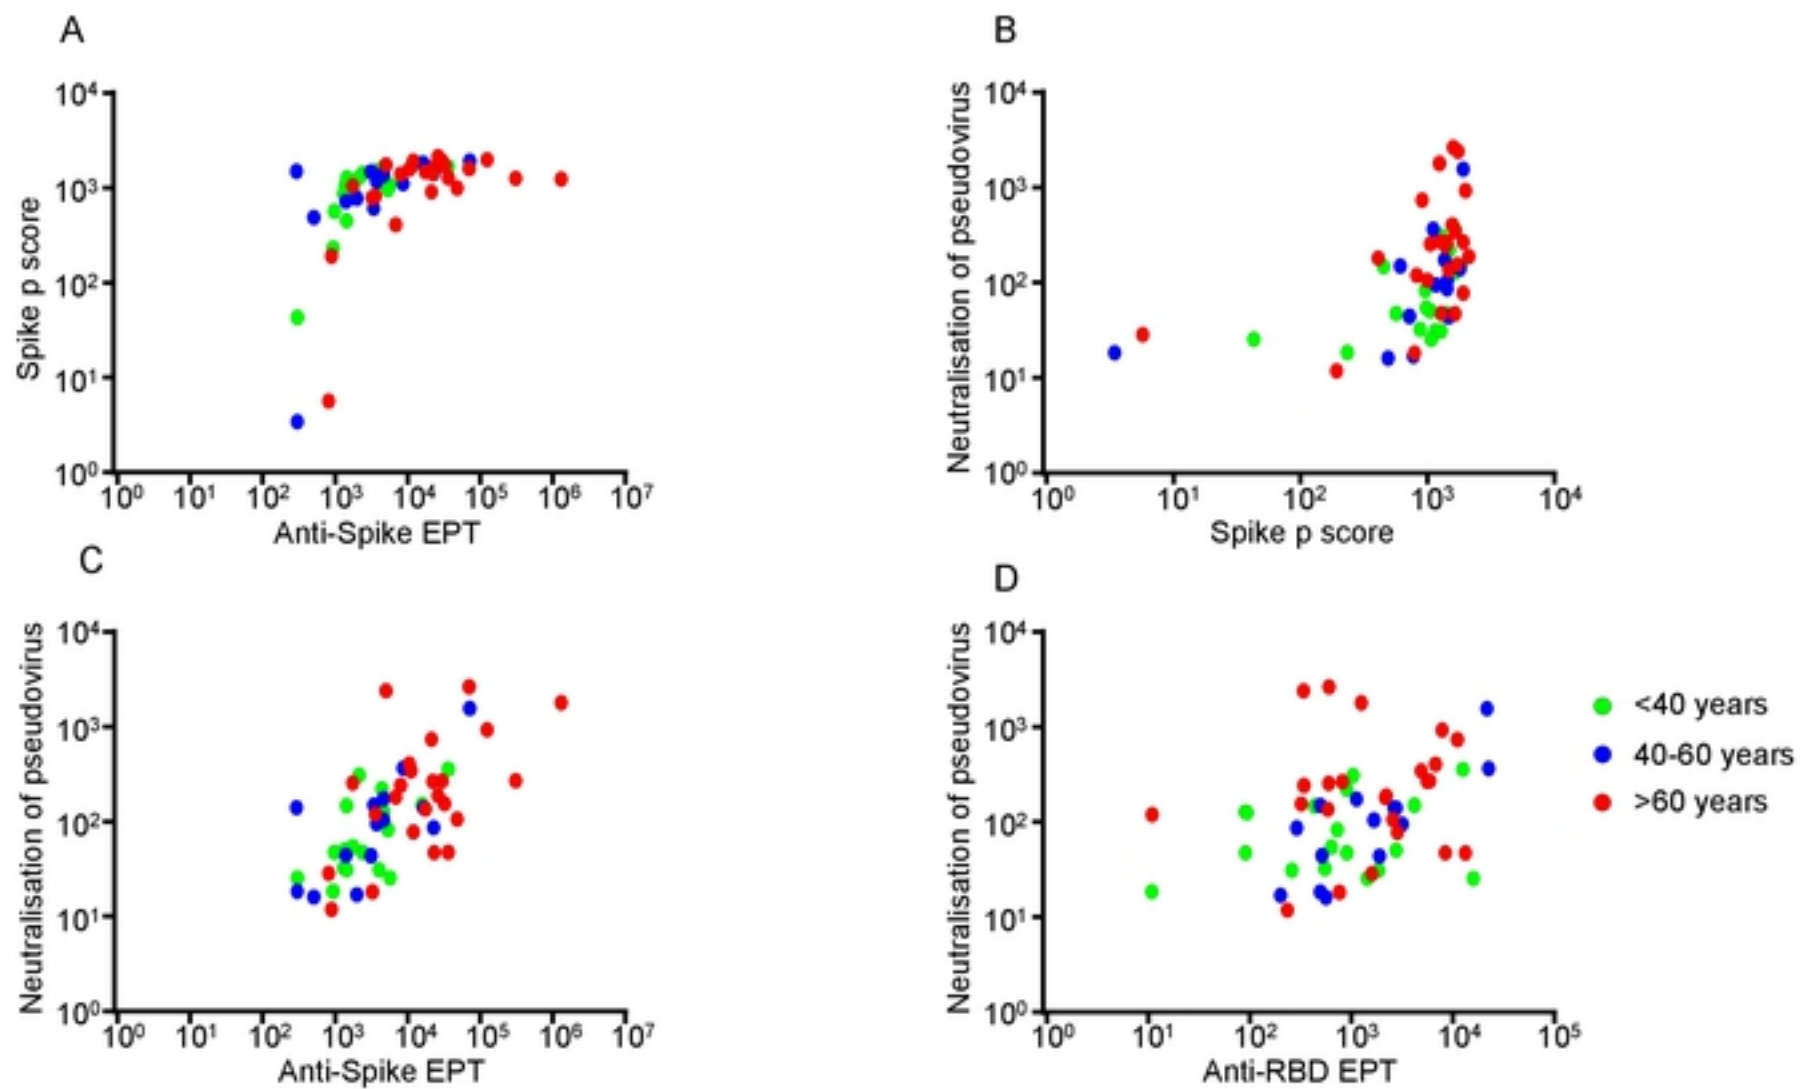 A
Spike p score
10⁴
10³
10²
10¹
10⁰
10⁰ 10¹ 10² 10³ 10⁴ 10⁵ 10⁶ 10⁷
Anti-Spike EPT
B
Neutralisation of pseudovirus
10⁴
10³
10²
10¹
10⁰
10⁰ 10¹ 10² 10³ 10⁴
Spike p score
C
Neutralisation of pseudovirus
10⁴
10³
10²
10¹
10⁰
10⁰ 10¹ 10² 10³ 10⁴ 10⁵ 10⁶ 10⁷
Anti-Spike EPT
D
Neutralisation of pseudovirus
10⁴
10³
10²
10¹
10⁰
10⁰ 10¹ 10² 10³ 10⁴ 10⁵
Anti-RBD EPT
<40 years
40-60 years
>60 years